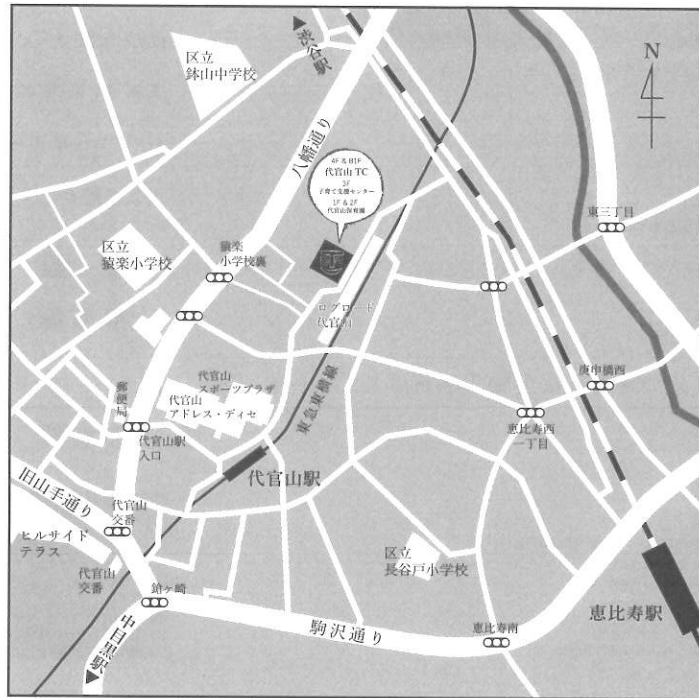 渋谷駅
区立
鉢山中学校
N
八幡通り
4F & B1F
代官山 TC
3F
子育て支援センター
1F & 2F
代官山保育園
東三丁目
区立
猿楽小学校
猿楽
小学校裏
ログロード
代官山
庚申橋西
代官山
スポーツプラザ
代官山
アドレス・ディセ
東急東横線
郵便局
代官山駅
入口
恵比寿西
一丁目
代官山駅
旧山手通り
代官山
交番
ヒルサイド
テラス
代官山
交番
区立
長谷戸小学校
鎗ヶ崎
恵比寿駅
中目黒駅
駒沢通り
恵比寿南